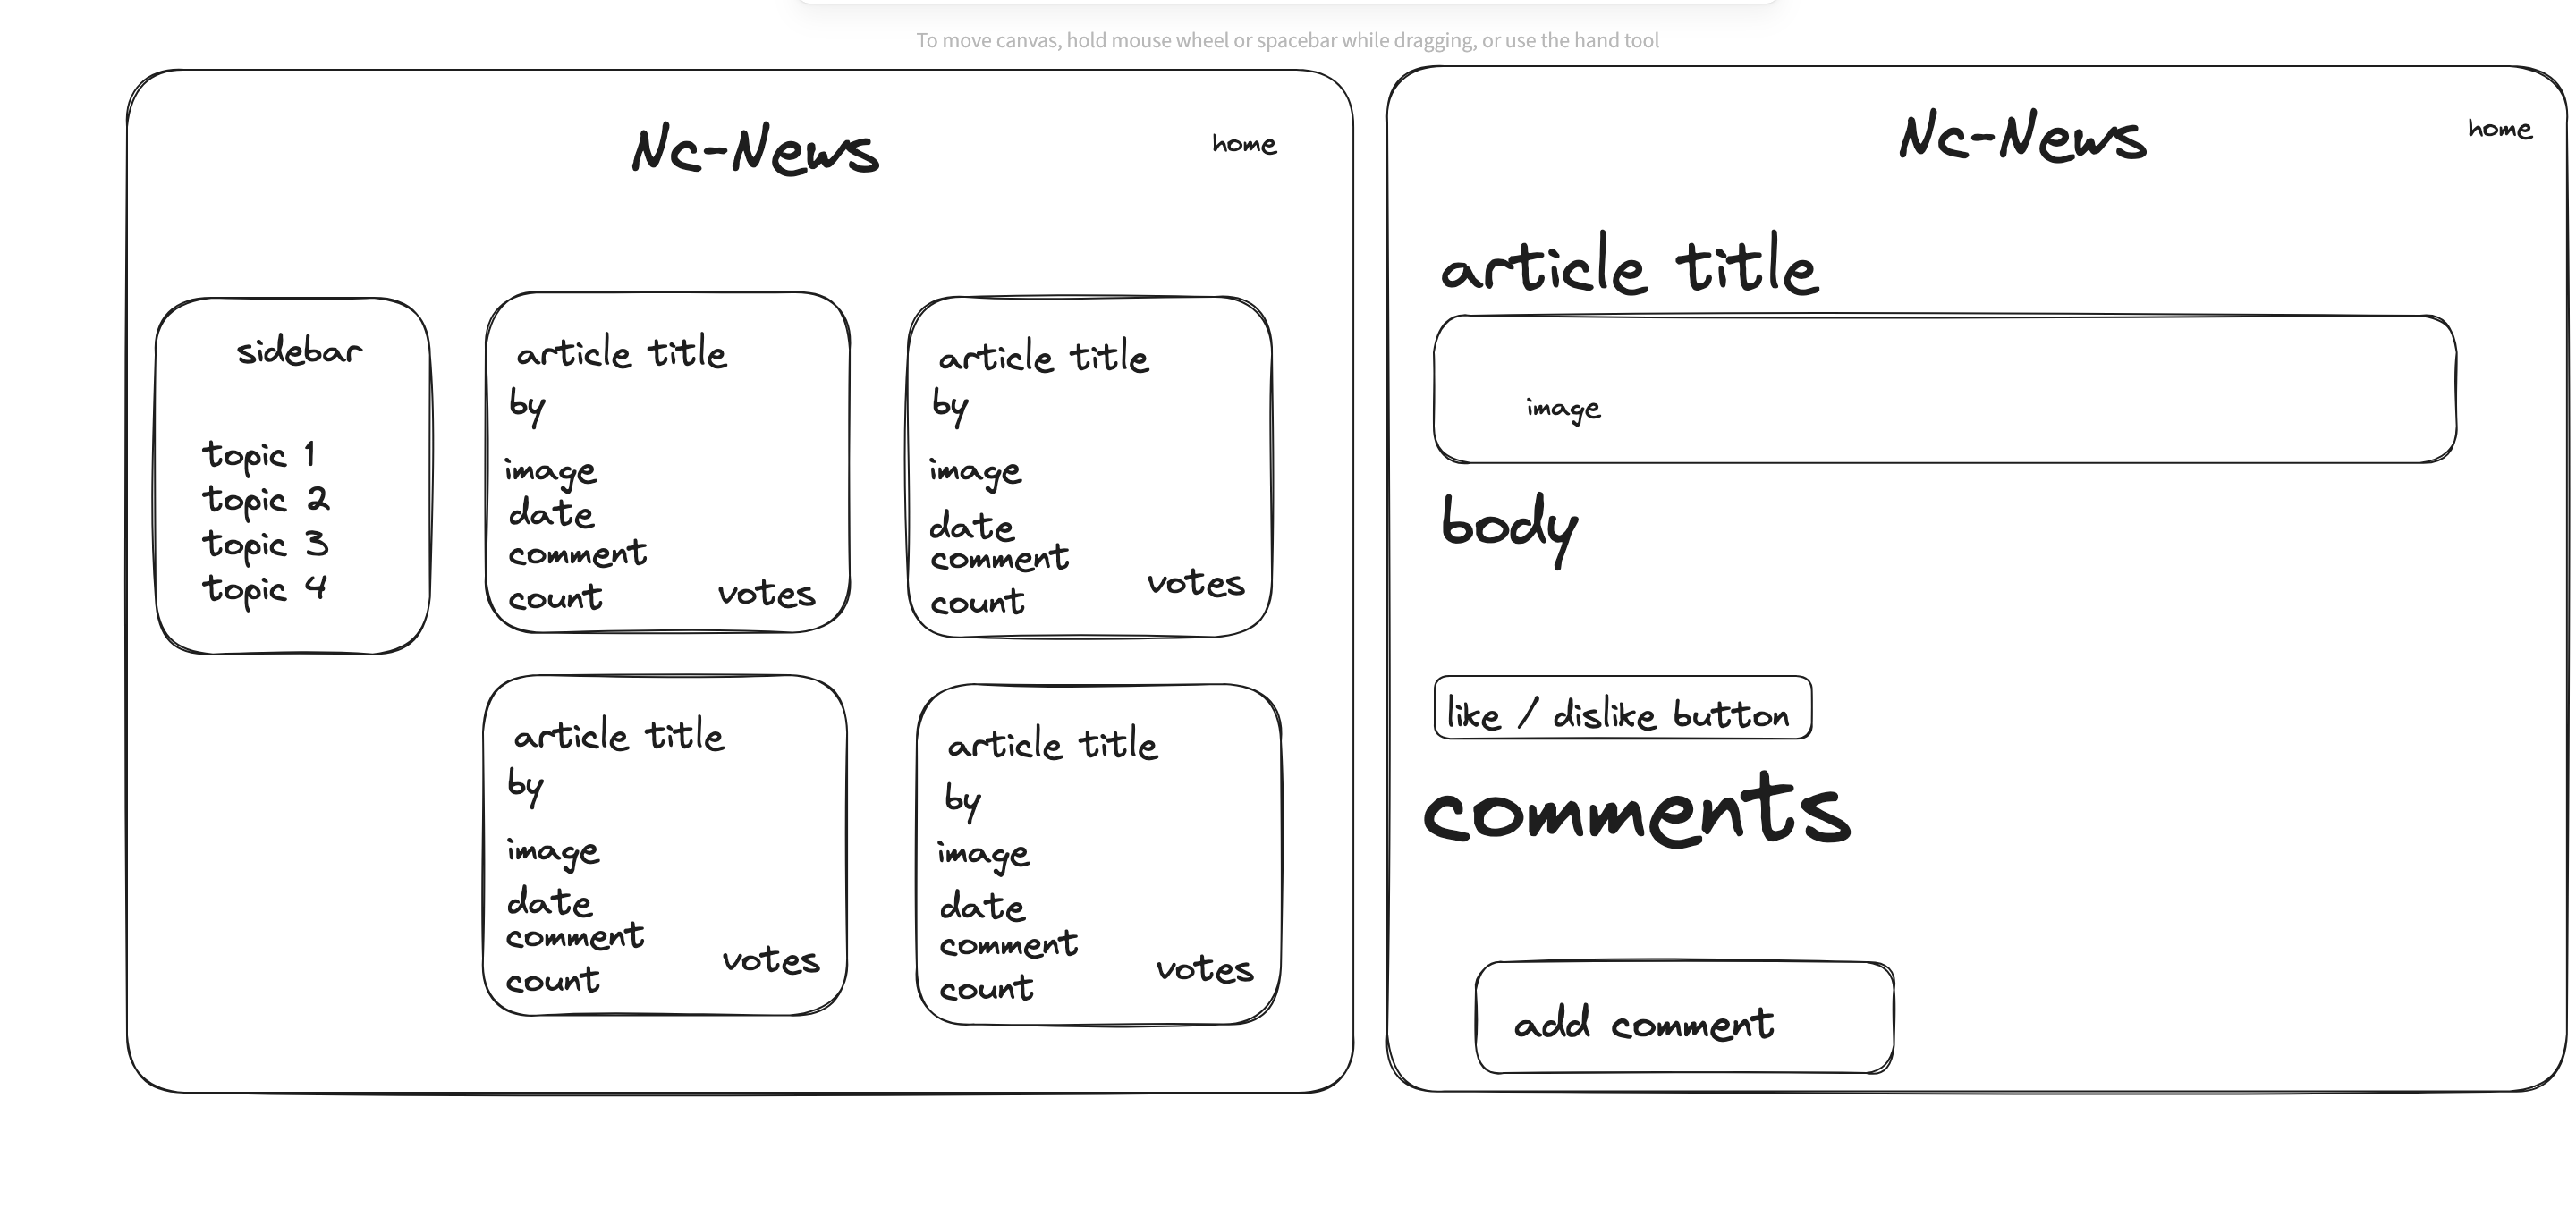 To move canvas, hold mouse wheel or spacebar while dragging, or use the hand tool
Nc-News
home
sidebar
topic 1
topic 2
topic 3
topic 4
article title
by
image
date
comment
count
votes
article title
by
image
date
comment
count
votes
article title
by
image
date
comment
count
votes
article title
by
image
date
comment
count
votes
Nc-News
home
article title
image
body
like / dislike button
comments
add comment